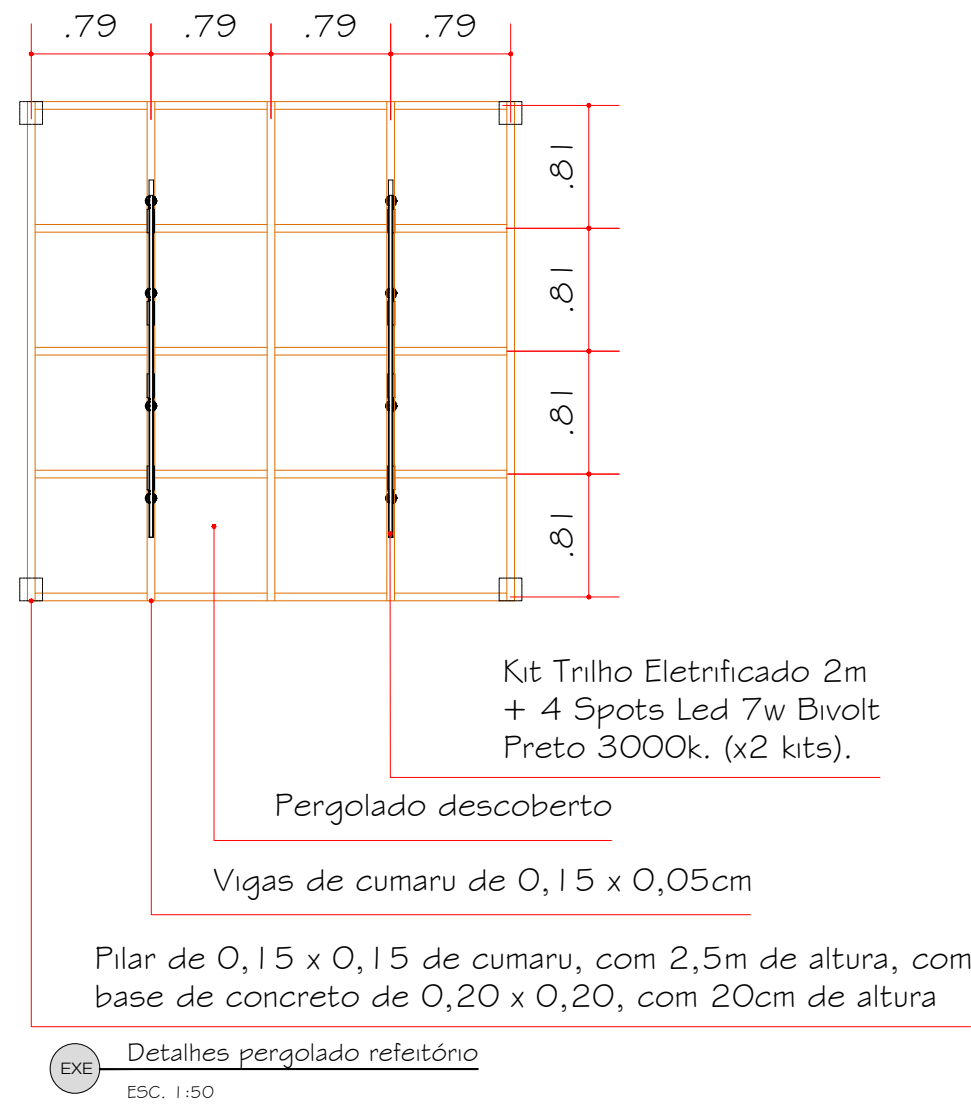 .79 .79 .79 .79
.81
.81
.81
.81
Kit Trilho Eletrificado 2m
+ 4 Spots Led 7w Bivolt
Preto 3000k. (x2 kits).
Pergolado descoberto
Vigas de cumaru de 0,15 x 0,05cm
Pilar de 0,15 x 0,15 de cumaru, com 2,5m de altura, com
base de concreto de 0,20 x 0,20, com 20cm de altura
EXE
Detalhes pergolado refeitório
ESC. 1:50